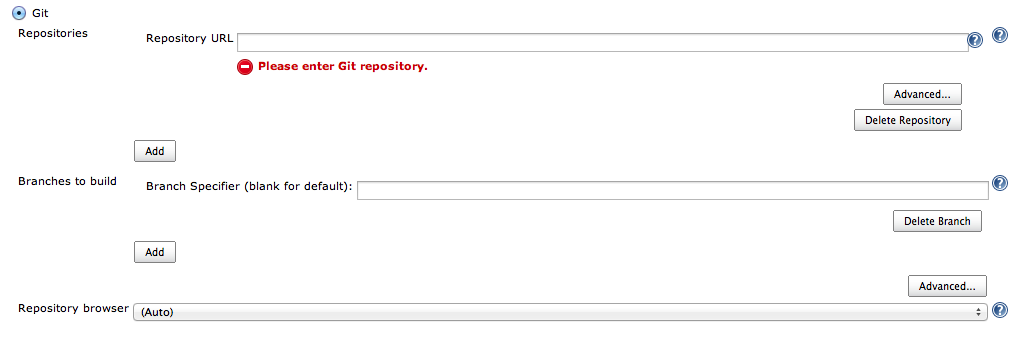 Git
Repositories
Repository URL
Please enter Git repository.
Advanced...
Delete Repository
Add
Branches to build
Branch Specifier (blank for default):
Delete Branch
Add
Advanced...
Repository browser
(Auto)